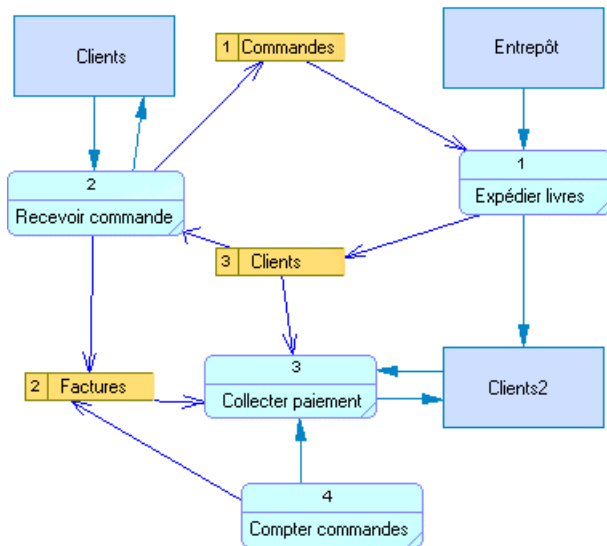 Clients
1 Commandes
Entrepôt
2
Recevoir commande
1
Expédier livres
3 Clients
2 Factures
3
Collecter paiement
Clients2
4
Compter commandes